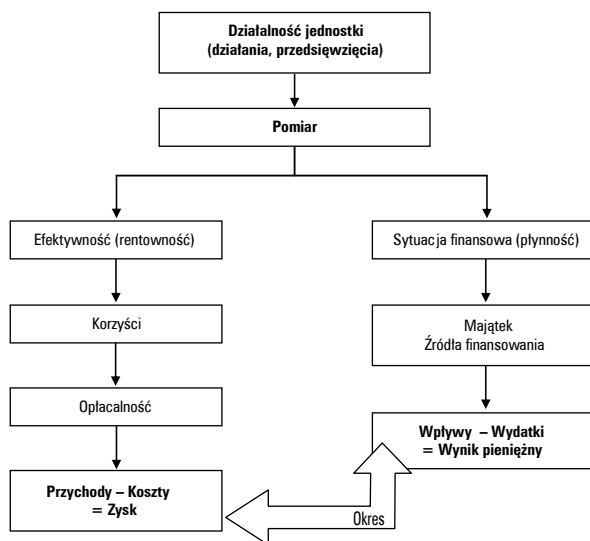 Działalność jednostki
(działania, przedsięwzięcia)
Pomiar
Efektywność (rentowność)
Sytuacja finansowa (płynność)
Korzyści
Majątek
Źródła finansowania
Opłacalność
Wpływy – Wydatki
= Wynik pieniężny
Przychody – Koszty
= Zysk
Okres